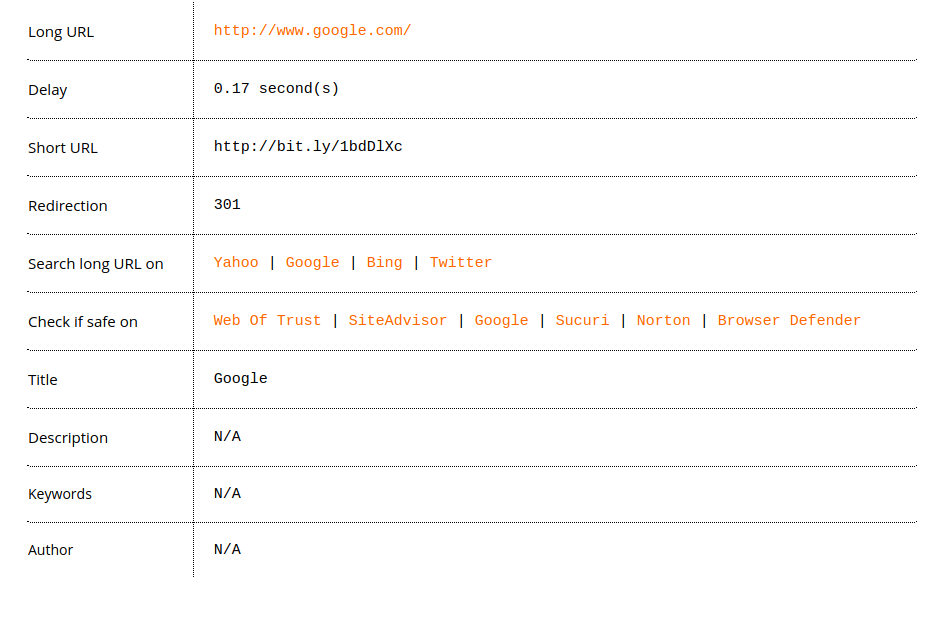 Long URL http://www.google.com/
Delay 0.17 second(s)
Short URL http://bit.ly/1bdDlXc
Redirection 301
Search long URL on Yahoo | Google | Bing | Twitter
Check if safe on Web Of Trust | SiteAdvisor | Google | Sucuri | Norton | Browser Defender
Title Google
Description N/A
Keywords N/A
Author N/A